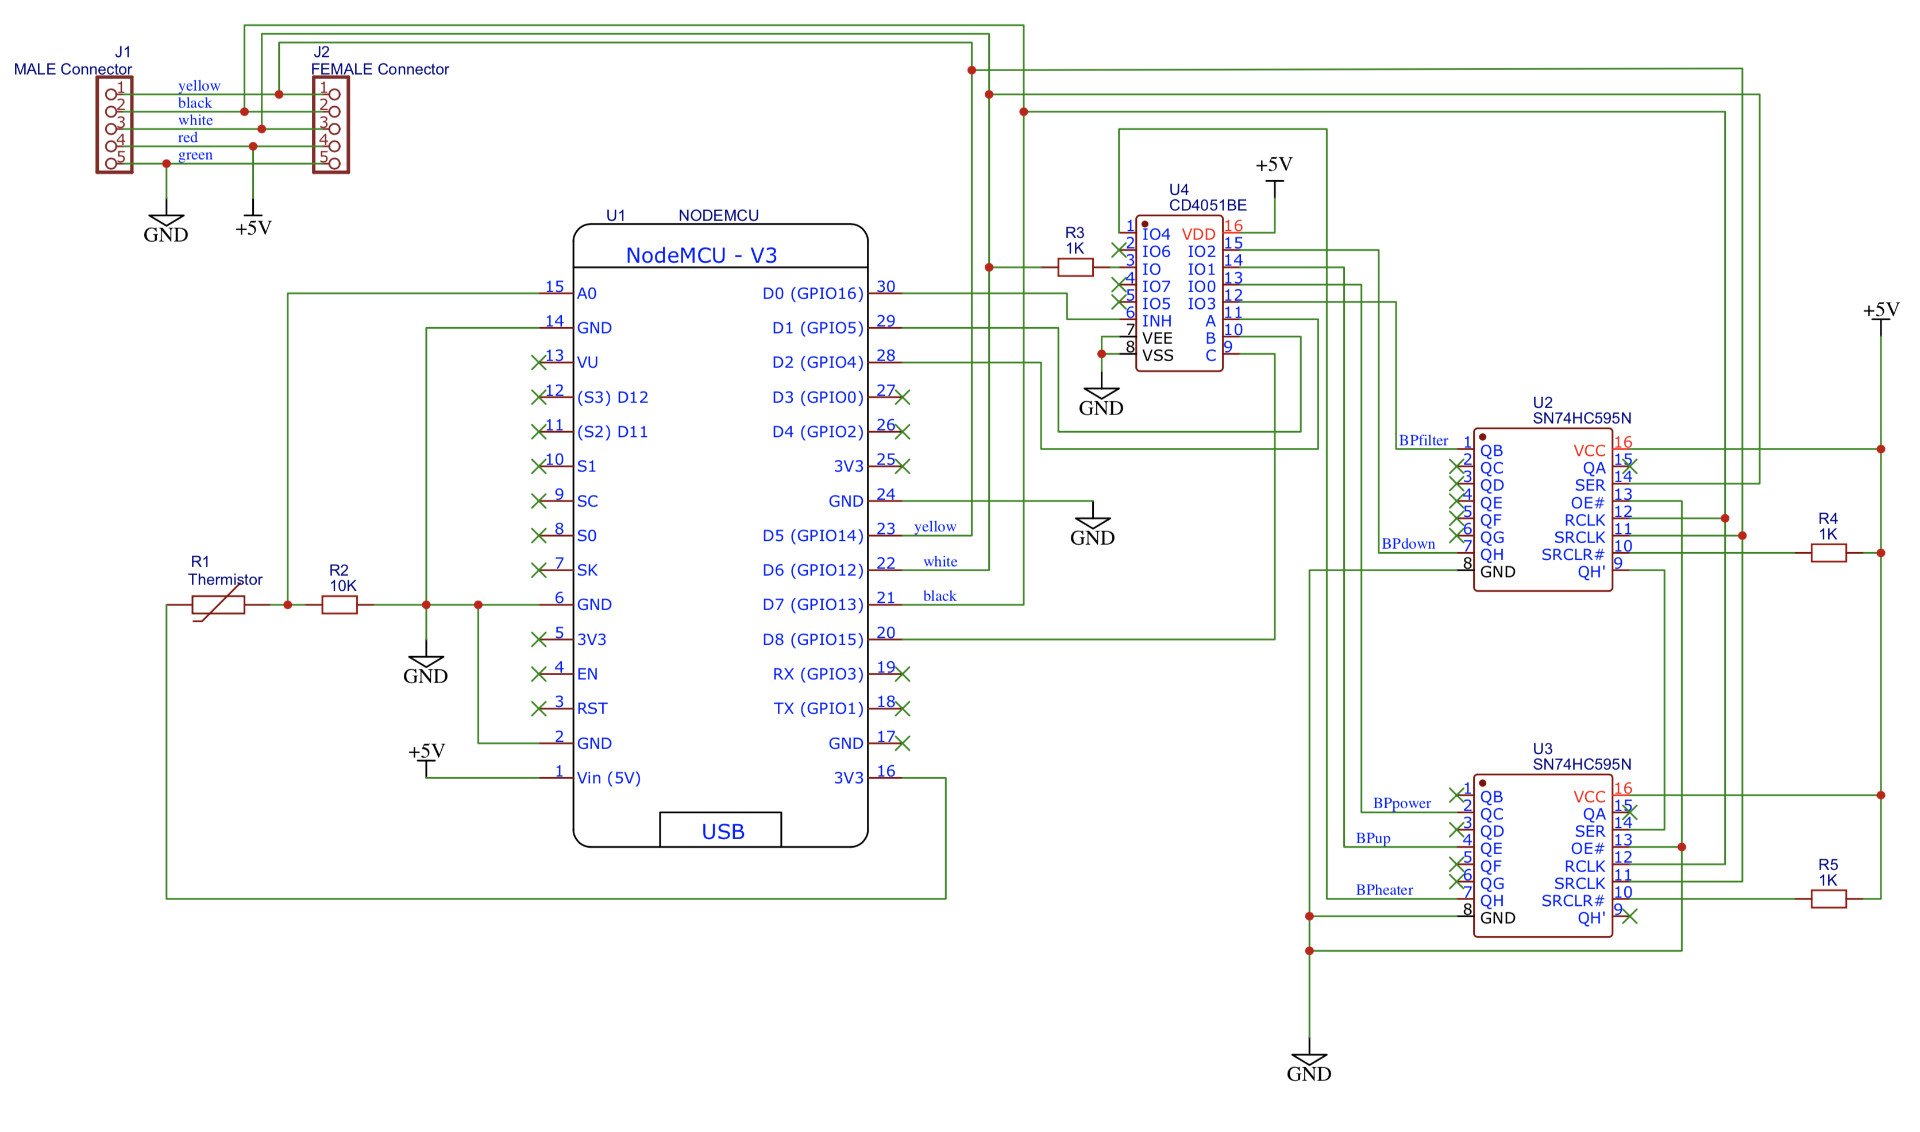 J1
MALE Connector
1
2
3
4
5
yellow
black
white
red
green
J2
FEMALE Connector
1
2
3
4
5
GND
+5V
U1
NODEMCU
NodeMCU - V3
15 A0
14 GND
13 VU
12 (S3) D12
11 (S2) D11
10 S1
9 SC
8 S0
7 SK
6 GND
5 3V3
4 EN
3 RST
2 GND
1 Vin (5V)
D0 (GPIO16) 30
D1 (GPIO5) 29
D2 (GPIO4) 28
D3 (GPIO0) 27
D4 (GPIO2) 26
3V3 25
GND 24
D5 (GPIO14) 23
D6 (GPIO12) 22
D7 (GPIO13) 21
D8 (GPIO15) 20
RX (GPIO3) 19
TX (GPIO1) 18
GND 17
3V3 16
USB
yellow
white
black
GND
R1
Thermistor
R2
10K
GND
+5V
R3
1K
+5V
U4
CD4051BE
1 IO4
2 IO6
3 IO
4 IO7
5 IO5
6 INH
7 VEE
8 VSS
VDD 16
IO2 15
IO1 14
IO0 13
IO3 12
A 11
B 10
C 9
GND
+5V
U2
SN74HC595N
BPfilter
BPdown
1 QB
2 QC
3 QD
4 QE
5 QF
6 QG
7 QH
8 GND
VCC 16
QA 15
SER 14
OE# 13
RCLK 12
SRCLK 11
SRCLR# 10
QH' 9
R4
1K
U3
SN74HC595N
BPpower
BPup
BPheater
1 QB
2 QC
3 QD
4 QE
5 QF
6 QG
7 QH
8 GND
VCC 16
QA 15
SER 14
OE# 13
RCLK 12
SRCLK 11
SRCLR# 10
QH' 9
R5
1K
GND